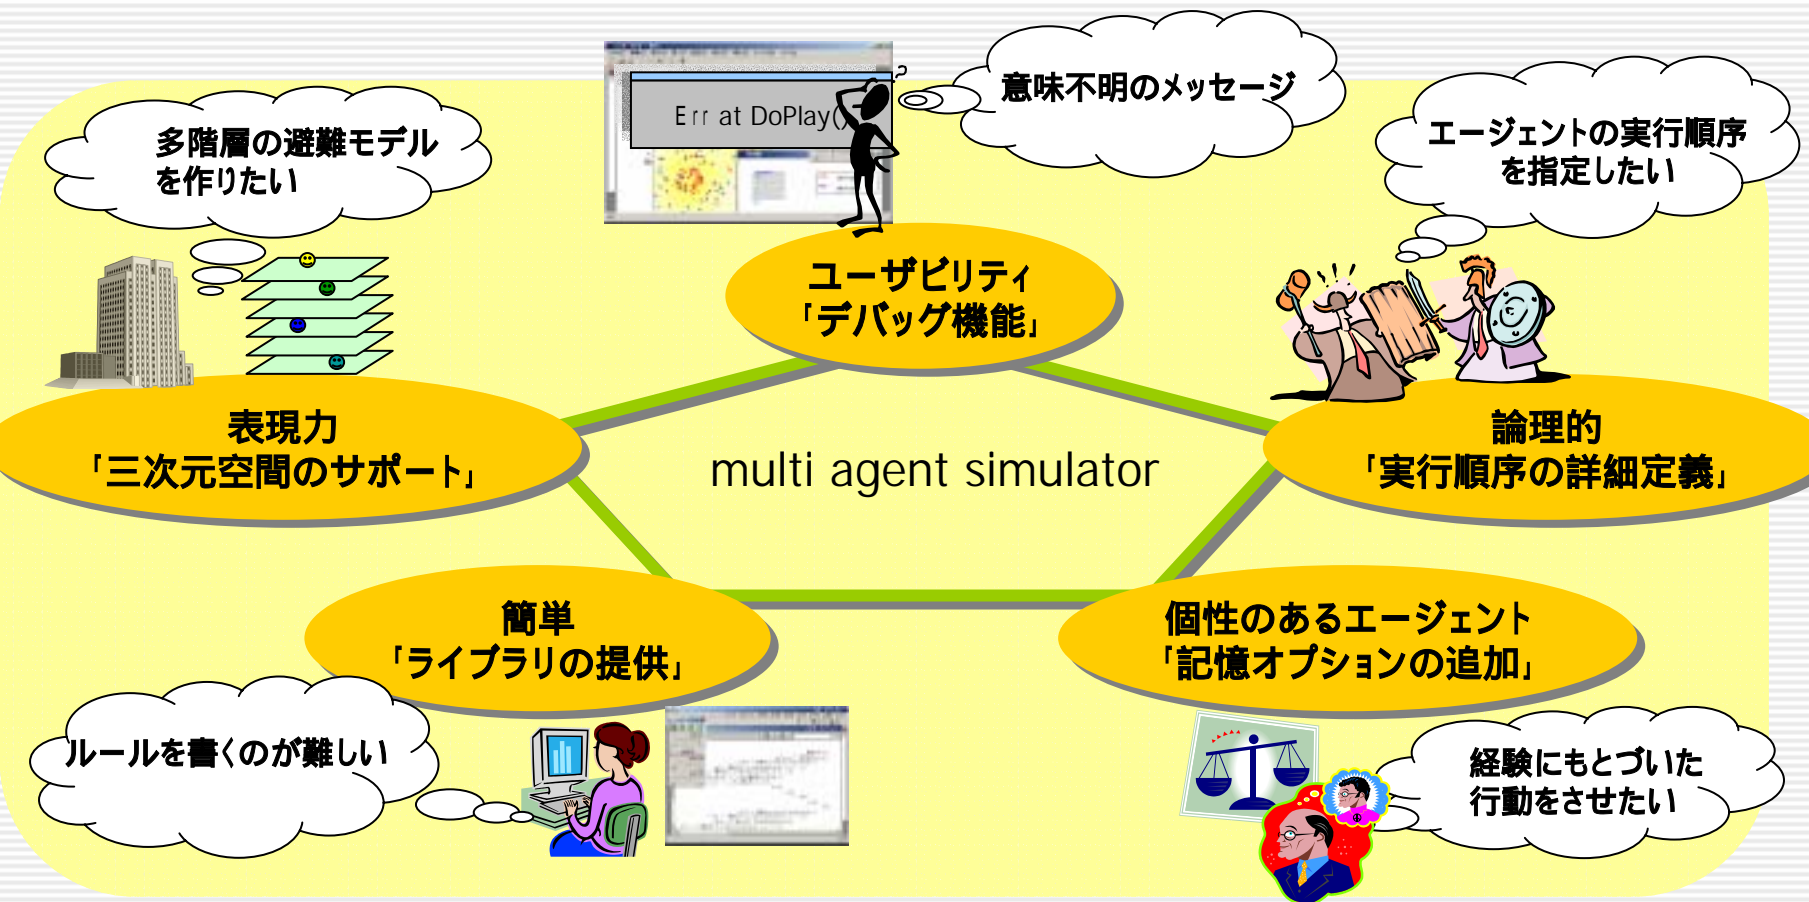 意味不明のメッセージ
Err at DoPlay()
多階層の避難モデル
を作りたい
エージェントの実行順序
を指定したい
ユーザビリティ
「デバッグ機能」
表現力
「三次元空間のサポート」
multi agent simulator
論理的
「実行順序の詳細定義」
簡単
「ライブラリの提供」
個性のあるエージェント
「記憶オプションの追加」
ルールを書くのが難しい
経験にもとづいた
行動をさせたい